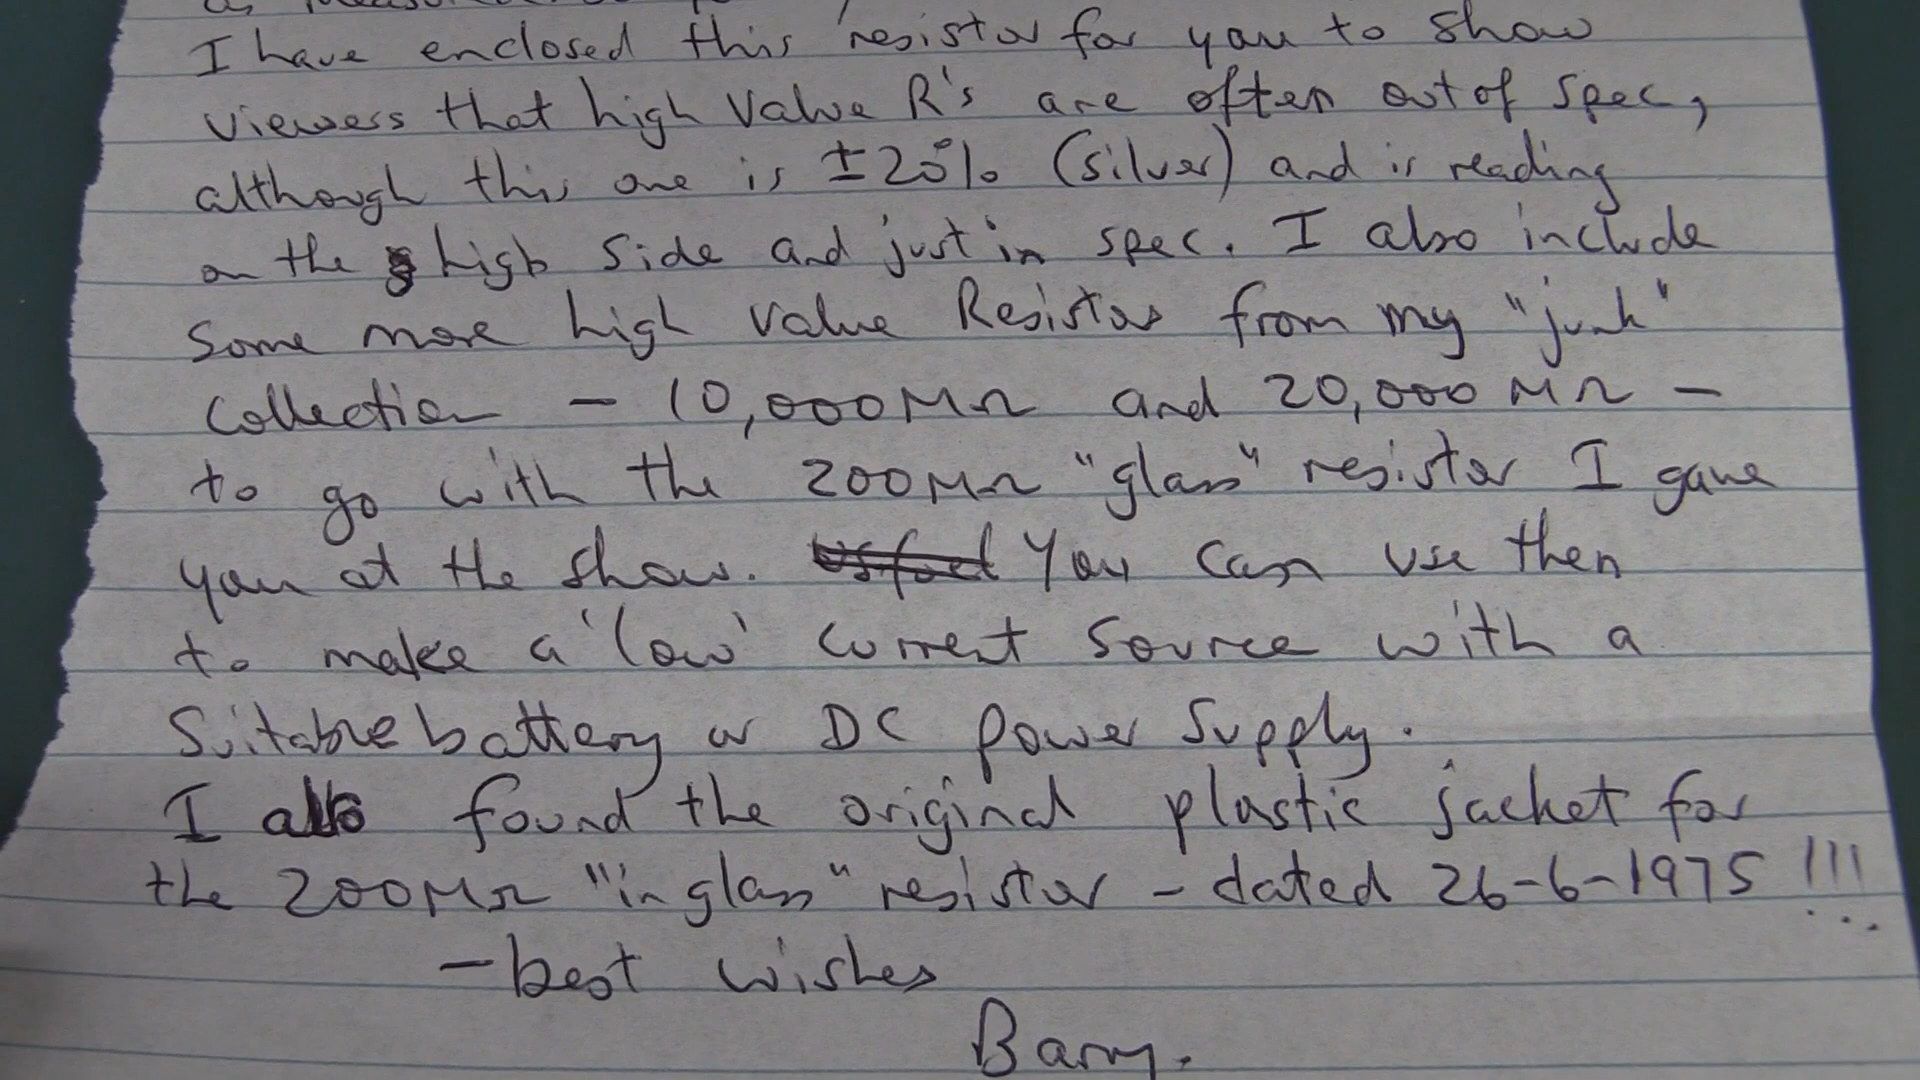 as
I have enclosed this resistor for you to show
viewers that high value R's are often out of spec,
although this one is ±20% (silver) and is reading
on the high side and just in spec. I also include
some more high value Resistors from my "junk"
collection – 10,000MΩ and 20,000 MΩ –
to go with the 200MΩ "glass" resistor I gave
you at the show. You can use then
to make a 'low' current source with a
suitable battery or DC power supply.
I also found the original plastic jacket for
the 200MΩ "in glass" resistor – dated 26-6-1975 !!!
– best wishes
Barry.